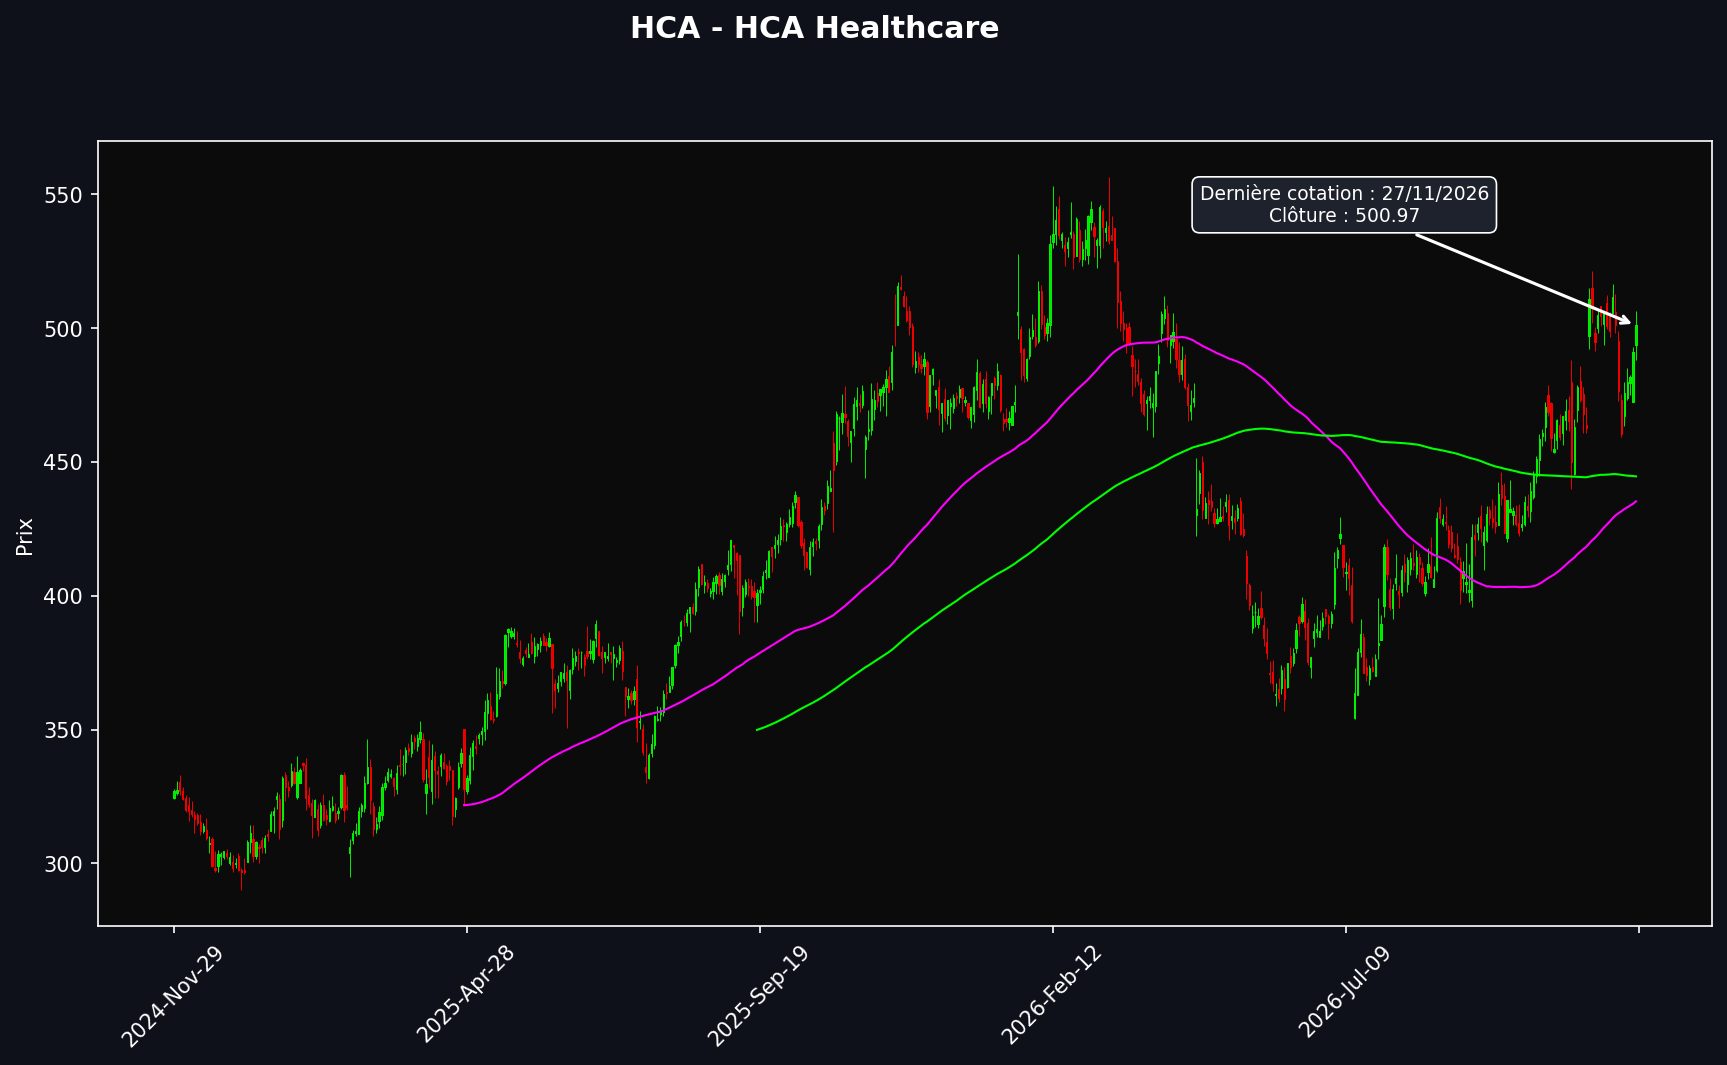 HCA - HCA Healthcare
550
500
450
400
350
300
Prix
Dernière cotation : 27/11/2026
Clôture : 500.97
2024-Nov-29
2025-Apr-28
2025-Sep-19
2026-Feb-12
2026-Jul-09